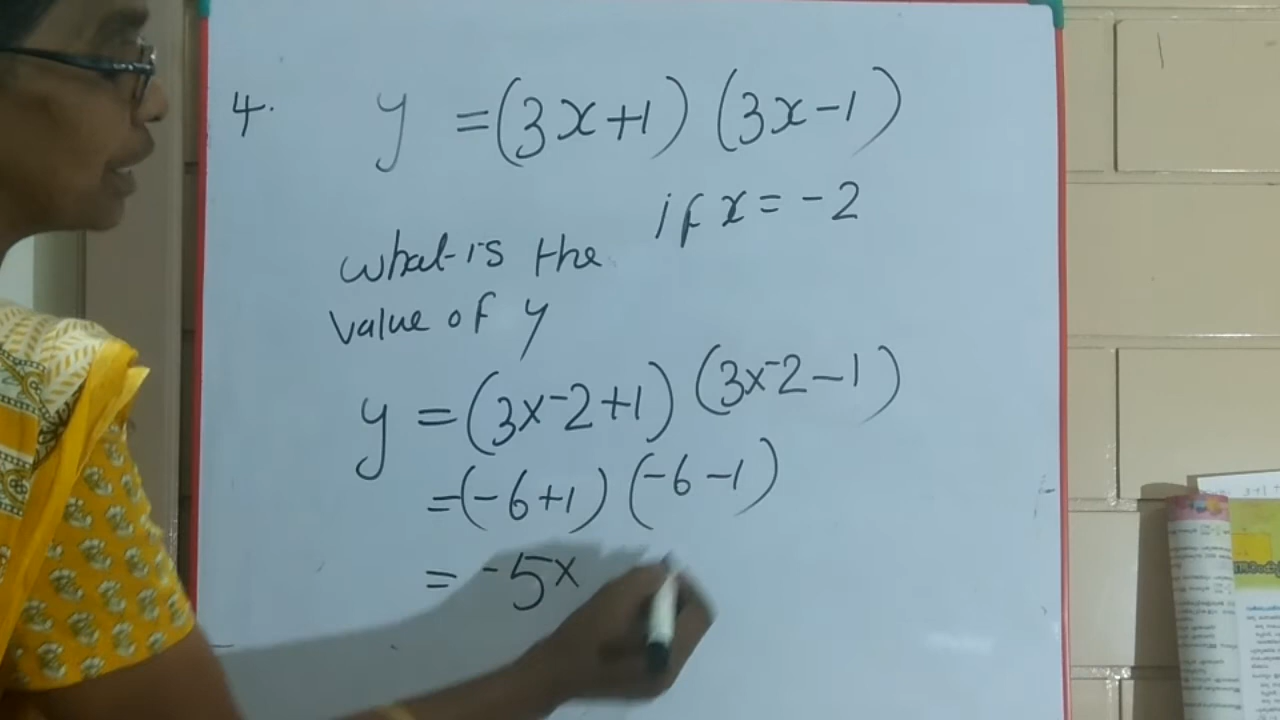 4. y = (3x+1) (3x-1)
if x = -2
what is the
value of y
y = (3x-2+1) (3x-2-1)
= (-6+1) (-6-1)
= -5x